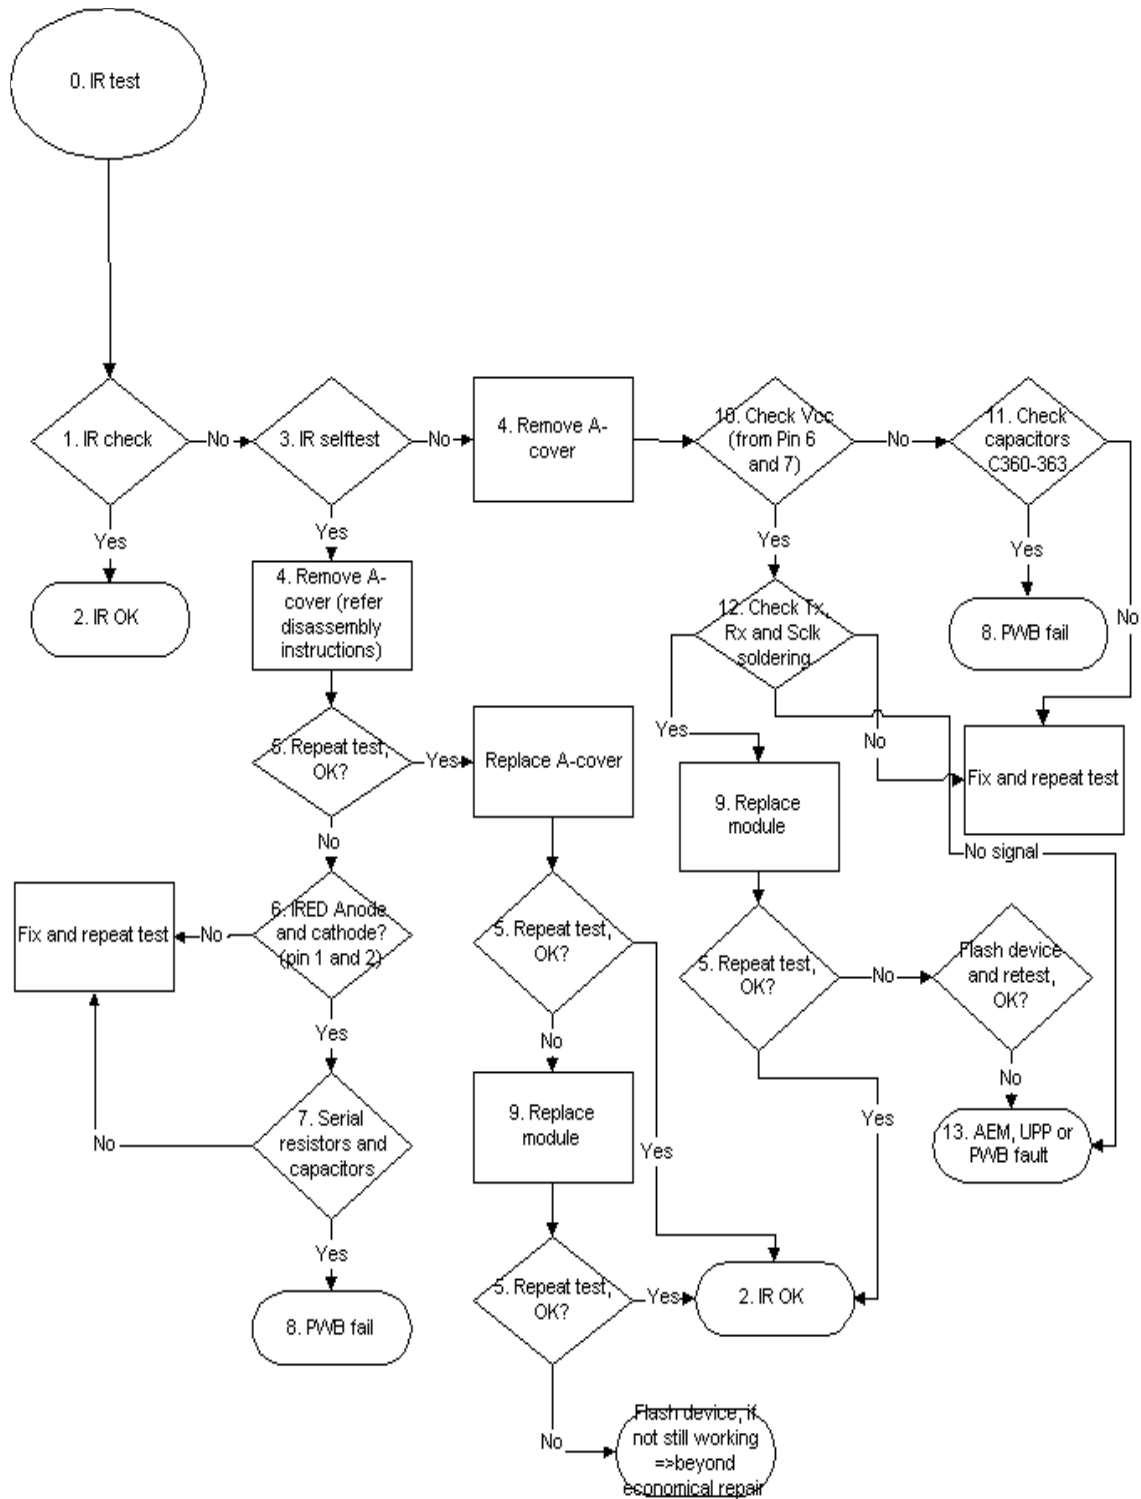 0. IR test
1. IR check
No
3. IR selftest
No
4. Remove A-
cover
10. Check Vcc
(from Pin 6
and 7)
No
11. Check
capacitors
C360-363
Yes
2. IR OK
Yes
4. Remove A-
cover (refer
disassembly
instructions)
Yes
12. Check Tx,
Rx and Sclk
soldering
Yes
8. PWB fail
No
5. Repeat test,
OK?
Yes
Replace A-cover
Yes
No
Fix and repeat test
9. Replace
module
No signal
No
Fix and repeat test
No
6. IRED Anode
and cathode?
(pin 1 and 2)
5. Repeat test,
OK?
5. Repeat test,
OK?
No
Flash device
and retest,
OK?
Yes
No
No
7. Serial
resistors and
capacitors
No
9. Replace
module
Yes
Yes
13. AEM, UPP or
PWB fault
Yes
8. PWB fail
5. Repeat test,
OK?
Yes
2. IR OK
No
Flash device, if
not still working
=>beyond
economical repair